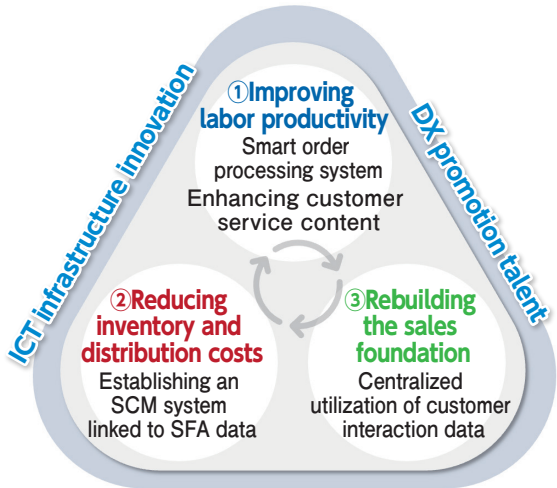 ICT infrastructure innovation
DX promotion talent
①Improving
labor productivity
Smart order
processing system
Enhancing customer
service content
②Reducing
inventory and
distribution costs
Establishing an
SCM system
linked to SFA data
③Rebuilding
the sales
foundation
Centralized
utilization of customer
interaction data